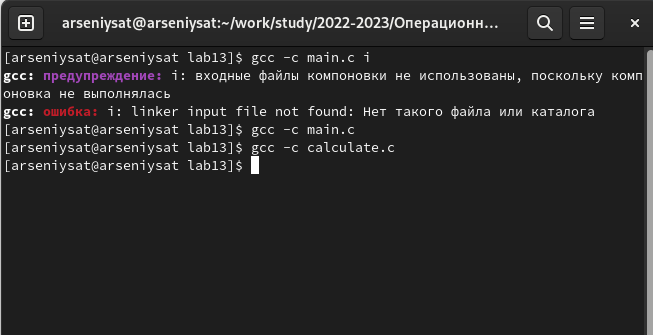 arseniysat@arseniysat:~/work/study/2022-2023/Операционн...
[arseniysat@arseniysat lab13]$ gcc -c main.c i
gcc: предупреждение: i: входные файлы компоновки не использованы, поскольку комп
оновка не выполнялась
gcc: ошибка: i: linker input file not found: Нет такого файла или каталога
[arseniysat@arseniysat lab13]$ gcc -c main.c
[arseniysat@arseniysat lab13]$ gcc -c calculate.c
[arseniysat@arseniysat lab13]$